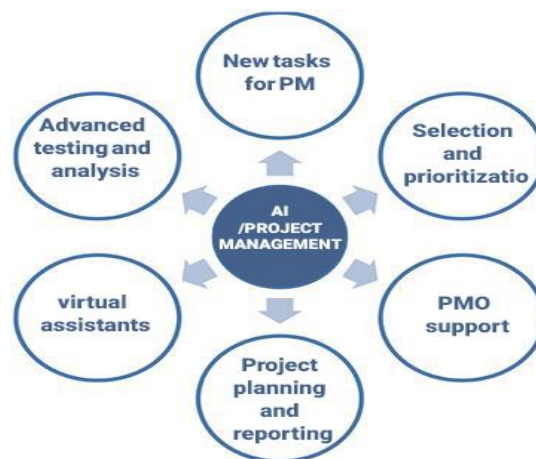 New tasks
for PM
Selection
and
prioritizatio
PMO
support
Project
planning
and
reporting
virtual
assistants
Advanced
testing and
analysis
AI
/PROJECT
MANAGEMENT